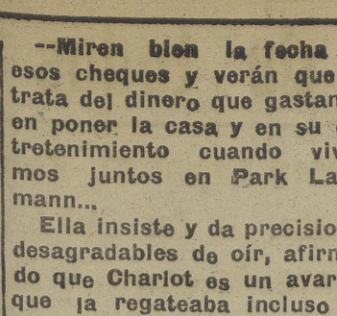 --Miren bien la fecha
esos cheques y verán que
trata del dinero que gastan
en poner la casa y en su
tretenimiento cuando viv
mos juntos en Park La
mann...
Ella insiste y da precisio
desagradables de oír, afirm
do que Charlot es un avar
que la regateaba incluso